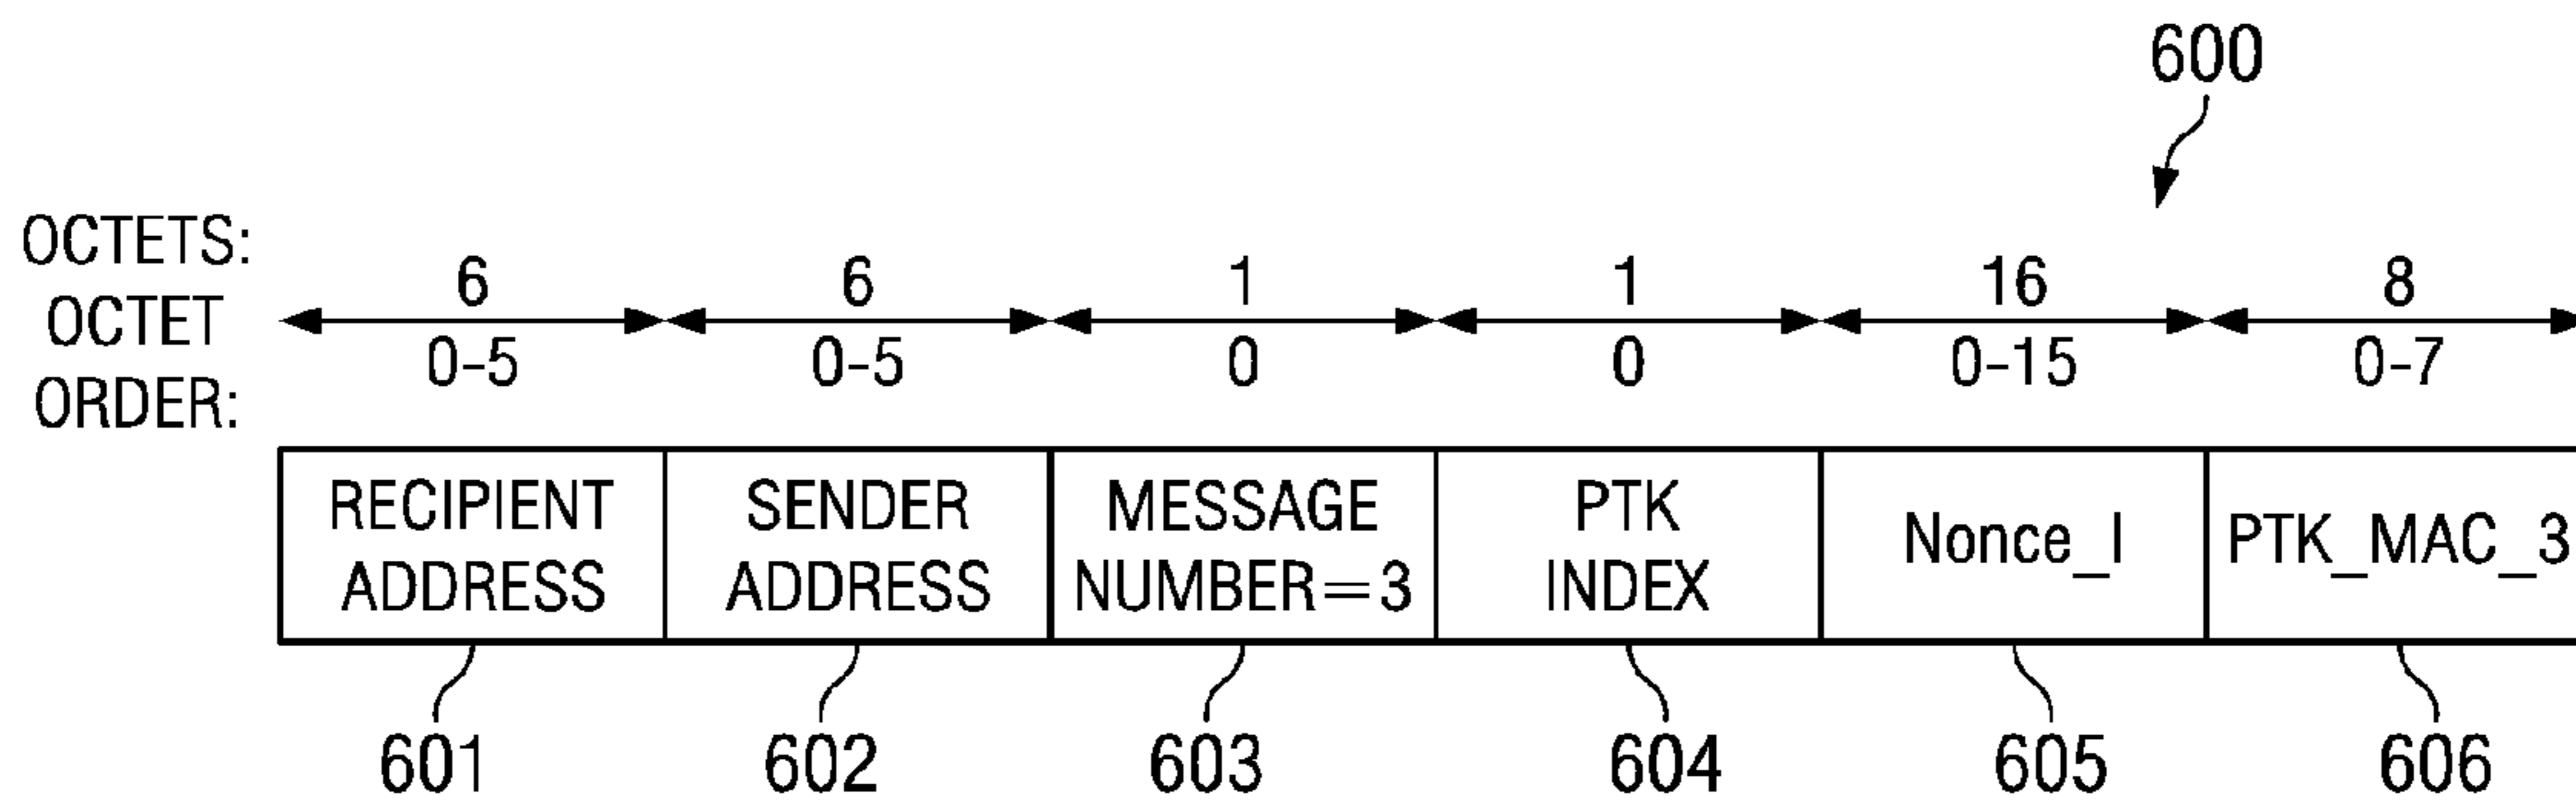 600
OCTETS:
6 6 1 1 16 8
OCTET
0-5 0-5 0 0 0-15 0-7
ORDER:
RECIPIENT SENDER MESSAGE PTK
ADDRESS ADDRESS NUMBER=3 INDEX Nonce_I PTK_MAC_3
601 602 603 604 605 606